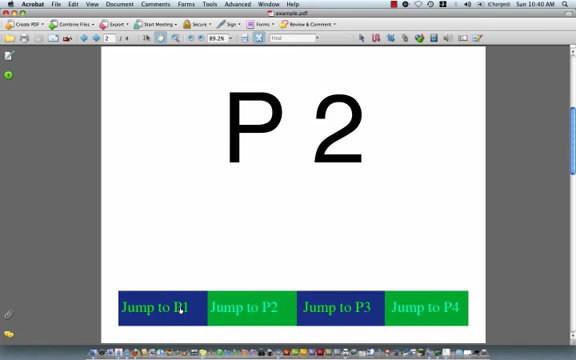 Acrobat File Edit View Document Comments Forms Tools Advanced Window Help (Charged) Sun 10:40 AM
example.pdf
Create PDF Combine Files Export Start Meeting Secure Sign Forms Review & Comment
2 / 4 89.2% Find
P 2
Jump to P1 Jump to P2 Jump to P3 Jump to P4